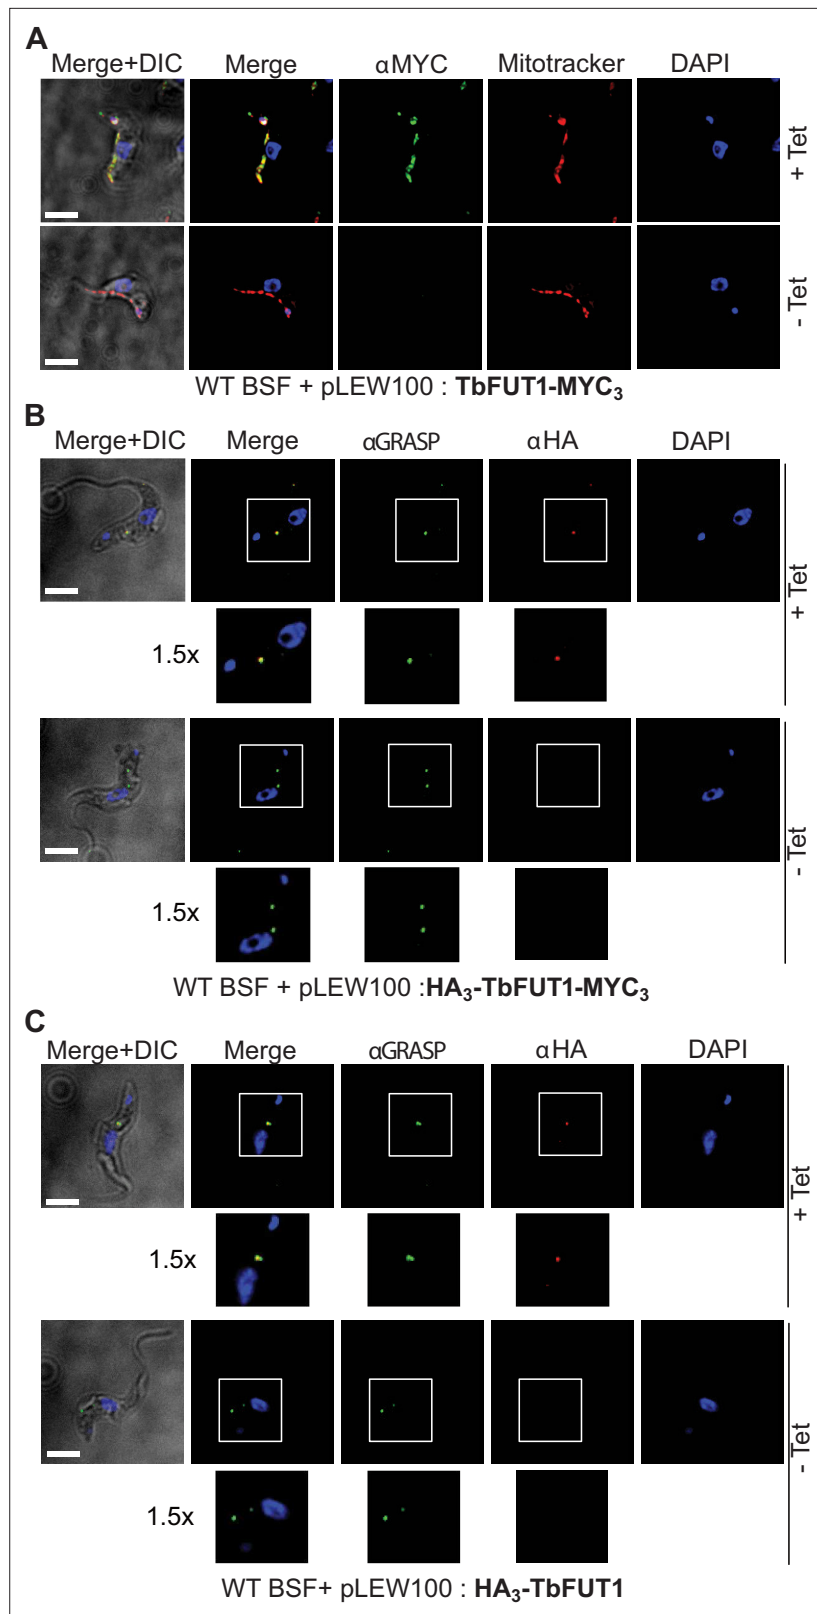 A
Merge+DIC Merge αMYC Mitotracker DAPI
+ Tet
- Tet
WT BSF + pLEW100 : TbFUT1-MYC₃
B
Merge+DIC Merge αGRASP αHA DAPI
+ Tet
1.5x
- Tet
1.5x
WT BSF + pLEW100 :HA₃-TbFUT1-MYC₃
C
Merge+DIC Merge αGRASP αHA DAPI
+ Tet
1.5x
- Tet
1.5x
WT BSF+ pLEW100 : HA₃-TbFUT1